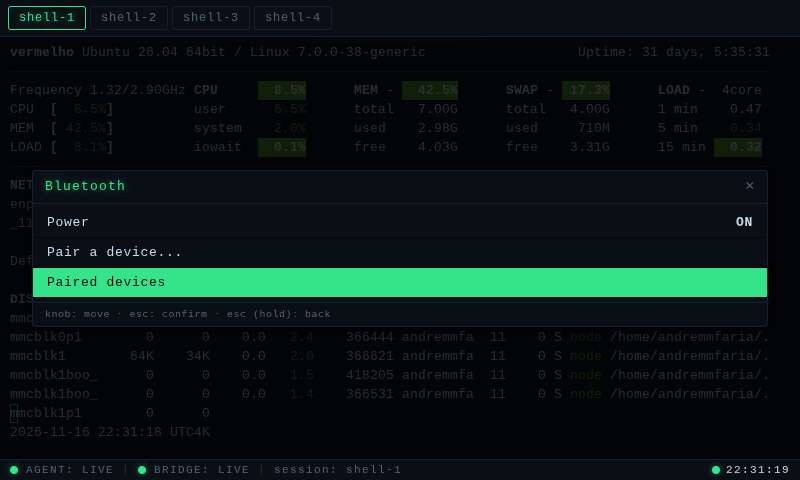 shell-1 shell-2 shell-3 shell-4
vermelho Ubuntu 26.04 64bit / Linux 7.0.0-38-generic Uptime: 31 days, 5:35:31
Frequency 1.32/2.90GHz CPU 8.5% MEM - 42.5% SWAP - 17.3% LOAD - 4core
CPU [ 8.5%] user 5.5% total 7.00G total 4.00G 1 min 0.47
MEM [ 42.5%] system 2.0% used 2.98G used 710M 5 min 0.34
LOAD [ 8.1%] iowait 0.1% free 4.03G free 3.31G 15 min 0.32
NET
enp
_11
Def
DIS
mmc
Bluetooth ×
Power ON
Pair a device...
Paired devices
knob: move · esc: confirm · esc (hold): back
mmcblk0p1 0 0 0.0 2.4 366444 andremmfa 11 0 S node /home/andremmfaria/.
mmcblk1 64K 34K 0.0 2.0 366621 andremmfa 11 0 S node /home/andremmfaria/.
mmcblk1boo_ 0 0 0.0 1.5 418205 andremmfa 11 0 S node /home/andremmfaria/.
mmcblk1boo_ 0 0 0.0 1.4 366531 andremmfa 11 0 S node /home/andremmfaria/.
mmcblk1p1 0 0
2026-11-16 22:31:18 UTC4K
AGENT: LIVE | BRIDGE: LIVE | session: shell-1 22:31:19